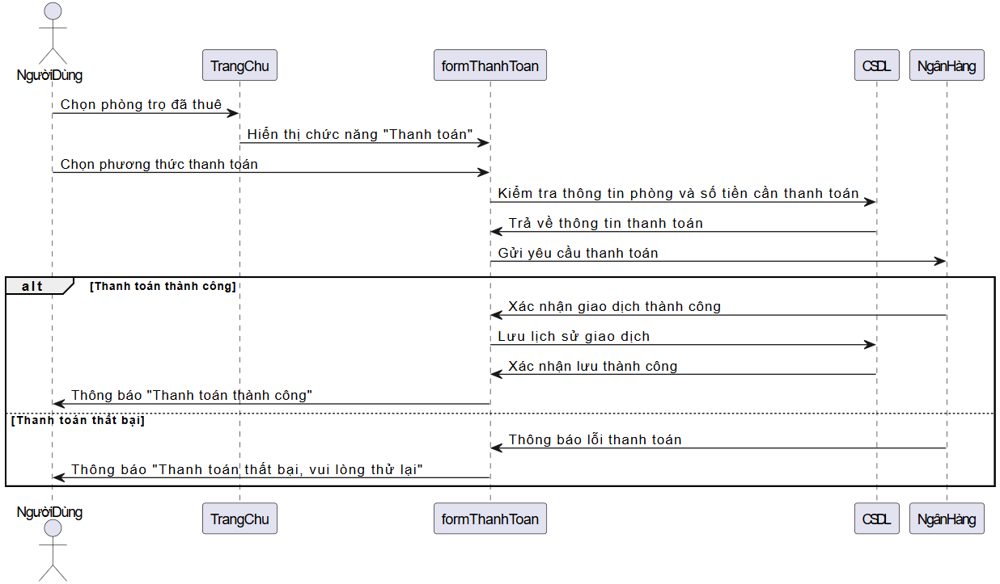 NgườiDùng
TrangChu
formThanhToan
CSDL
NgânHàng
Chọn phòng trọ đã thuê
Hiển thị chức năng "Thanh toán"
Chọn phương thức thanh toán
Kiểm tra thông tin phòng và số tiền cần thanh toán
Trả về thông tin thanh toán
Gửi yêu cầu thanh toán
alt
[Thanh toán thành công]
Xác nhận giao dịch thành công
Lưu lịch sử giao dịch
Xác nhận lưu thành công
Thông báo "Thanh toán thành công"
[Thanh toán thất bại]
Thông báo lỗi thanh toán
Thông báo "Thanh toán thất bại, vui lòng thử lại"
NgườiDùng
TrangChu
formThanhToan
CSDL
NgânHàng